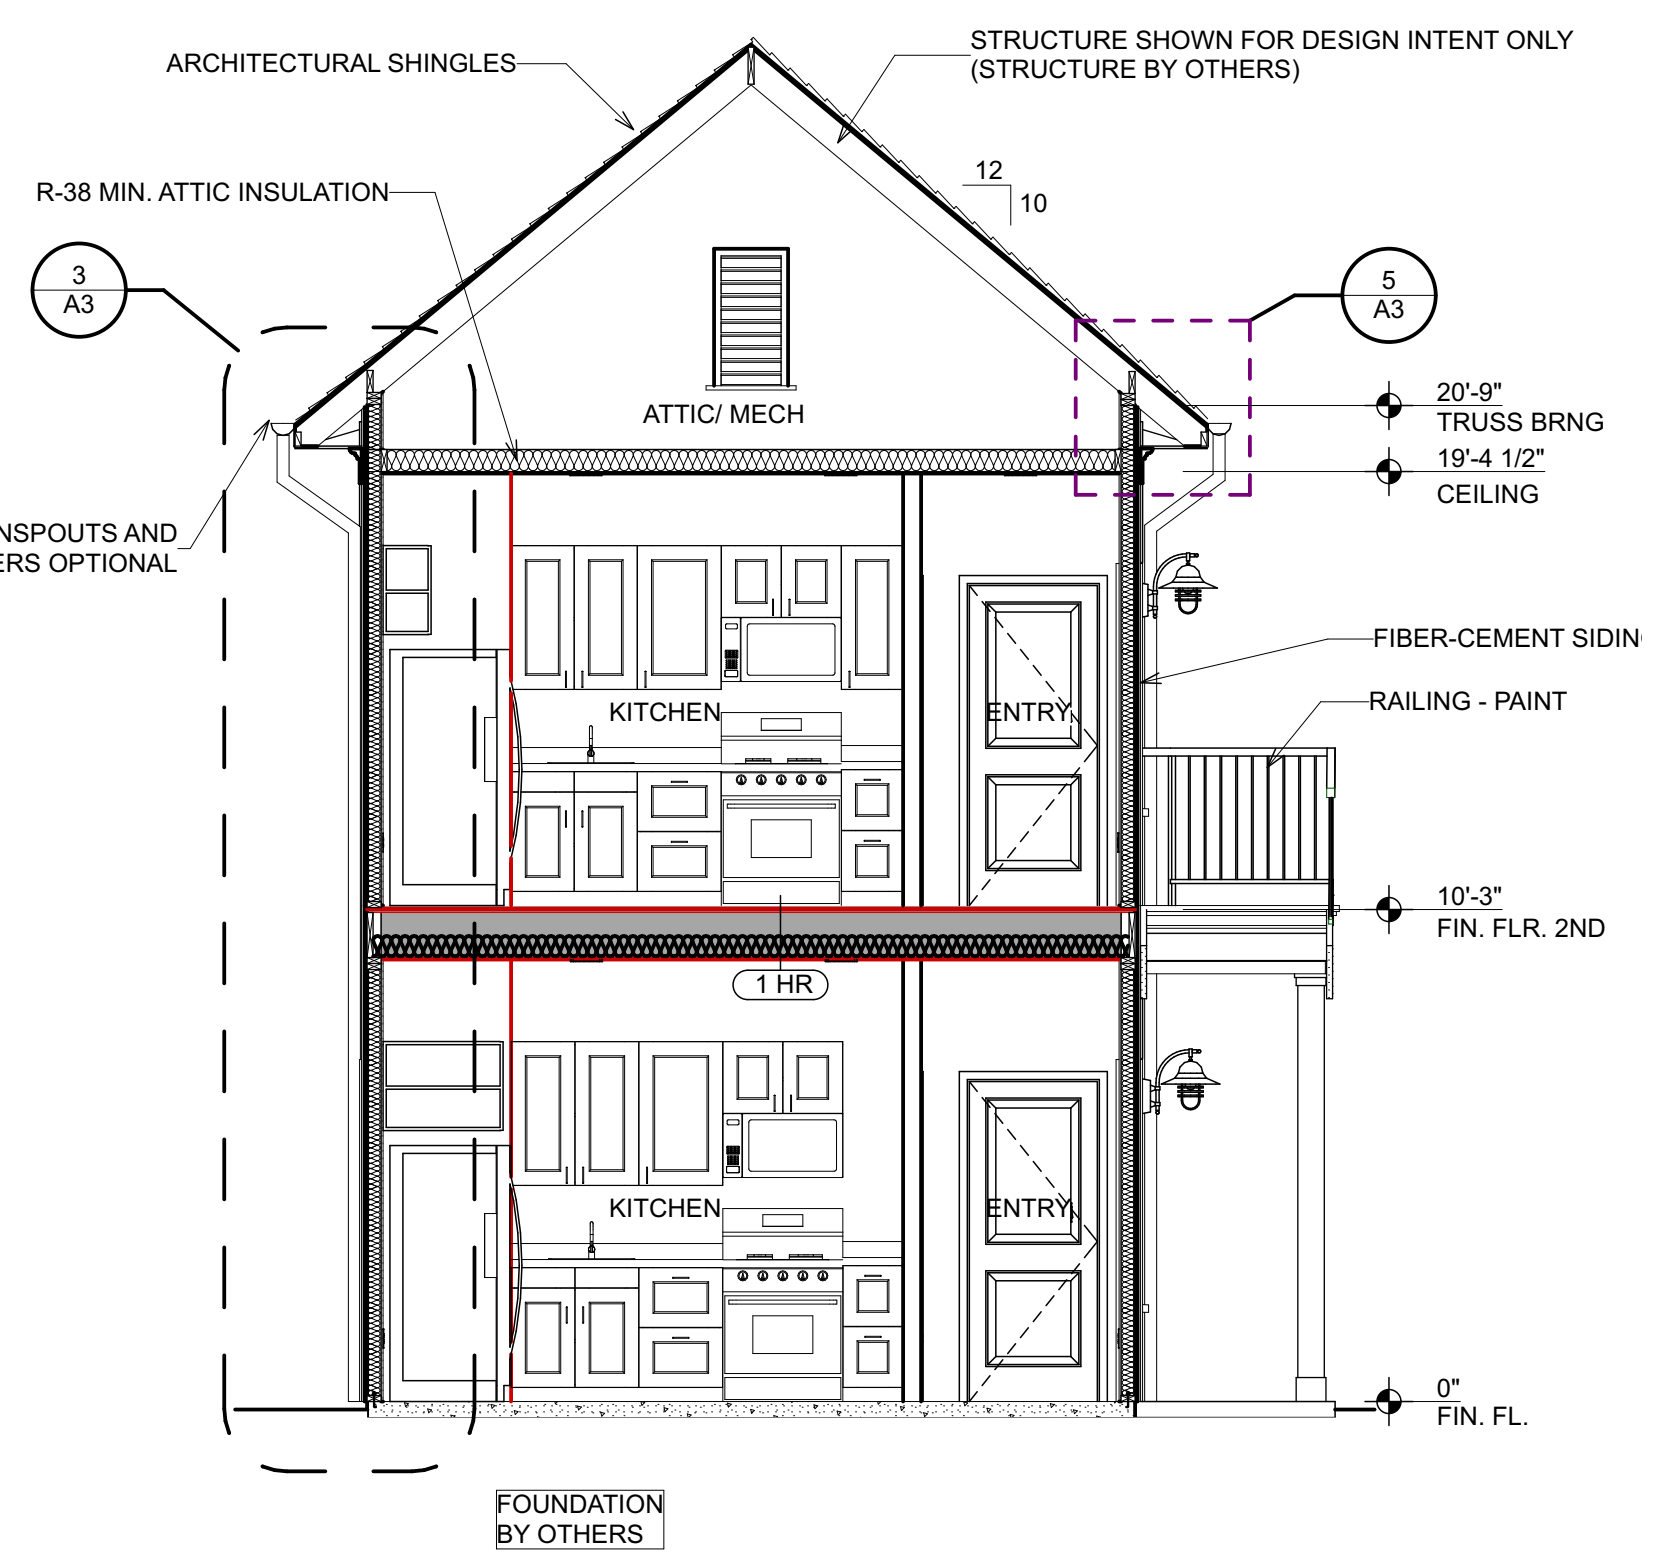 STRUCTURE SHOWN FOR DESIGN INTENT ONLY
(STRUCTURE BY OTHERS)
ARCHITECTURAL SHINGLES
12
10
R-38 MIN. ATTIC INSULATION
3
A3
5
A3
20'-9"
TRUSS BRNG
ATTIC/ MECH
19'-4 1/2"
CEILING
NSPOUTS AND
ERS OPTIONAL
FIBER-CEMENT SIDIN
RAILING - PAINT
KITCHEN
ENTRY
10'-3"
FIN. FLR. 2ND
1 HR
KITCHEN
ENTRY
0"
FIN. FL.
FOUNDATION
BY OTHERS